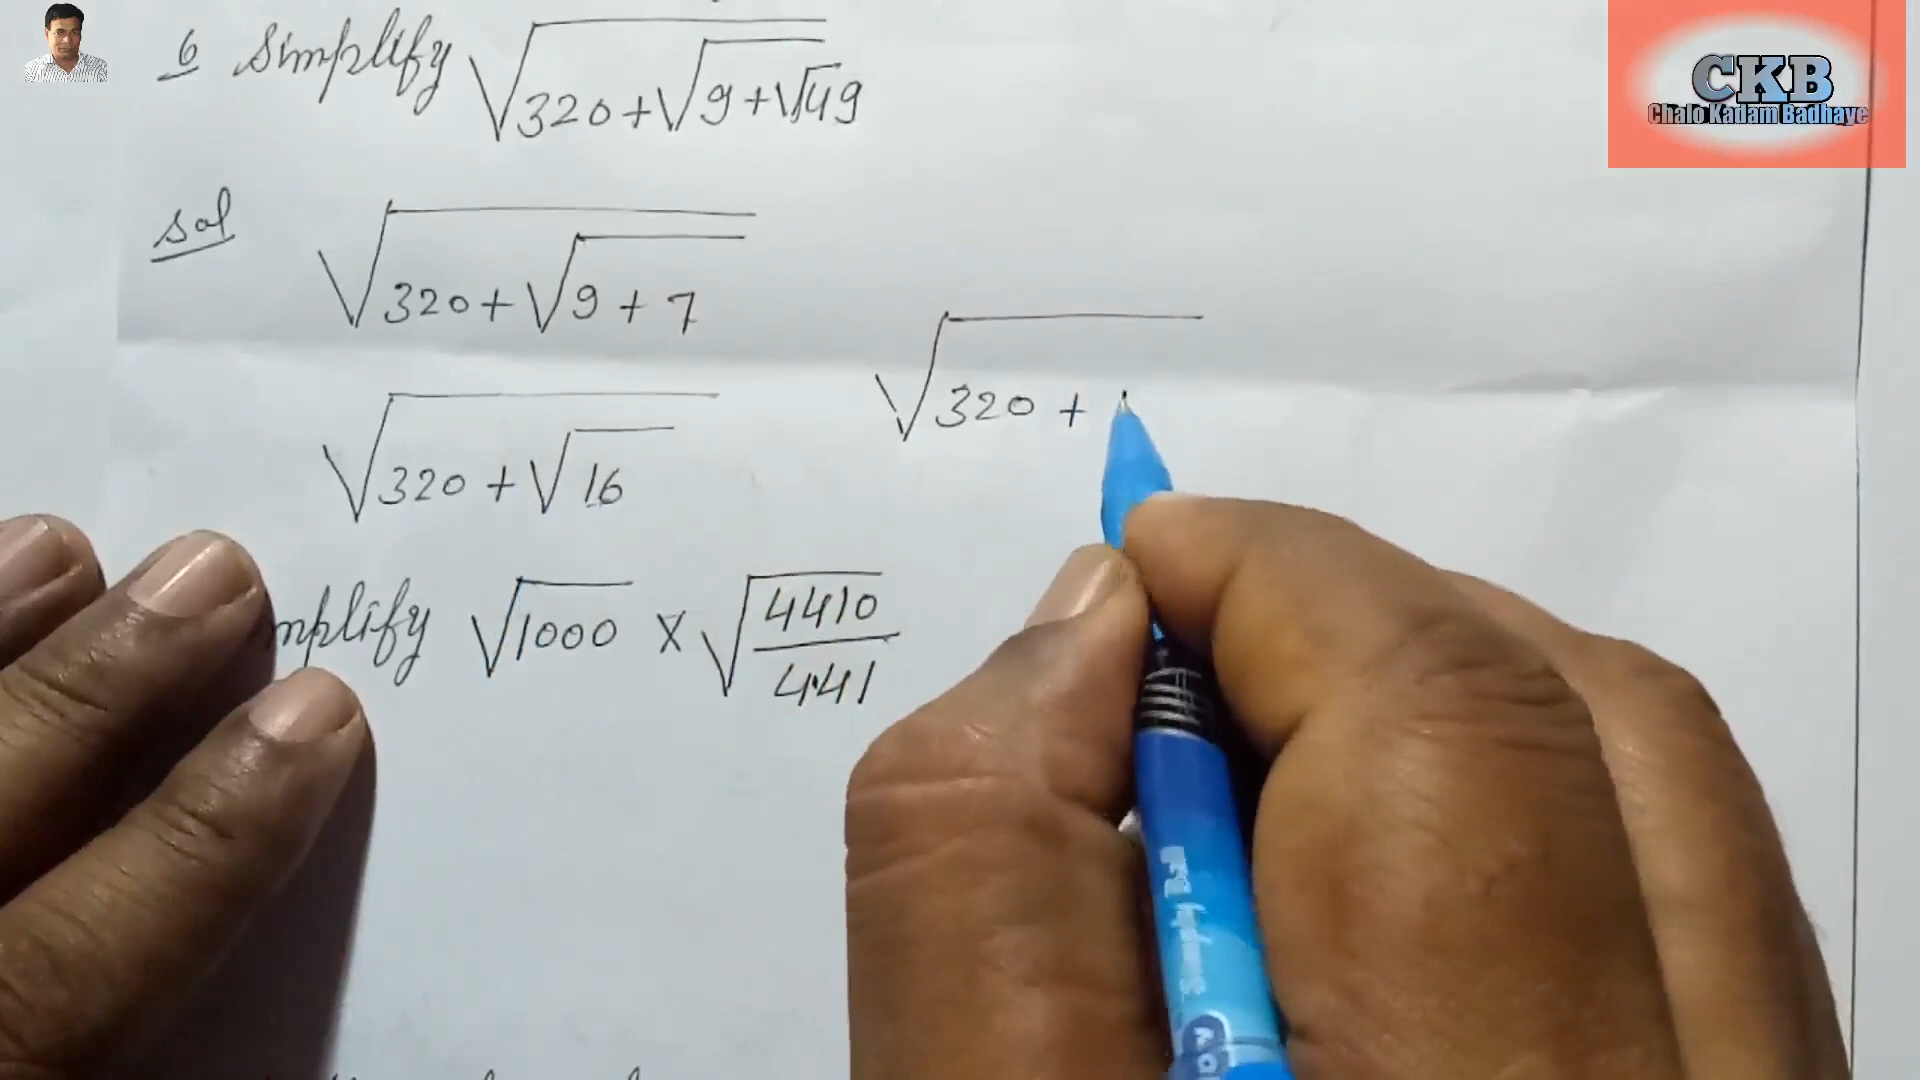 CKB
Chalo Kadam Badhaye
6 Simplify √320+√9+√49
Sol
√320+√9+7
√320+√16
√320+
mplify √1000 X √4410/441